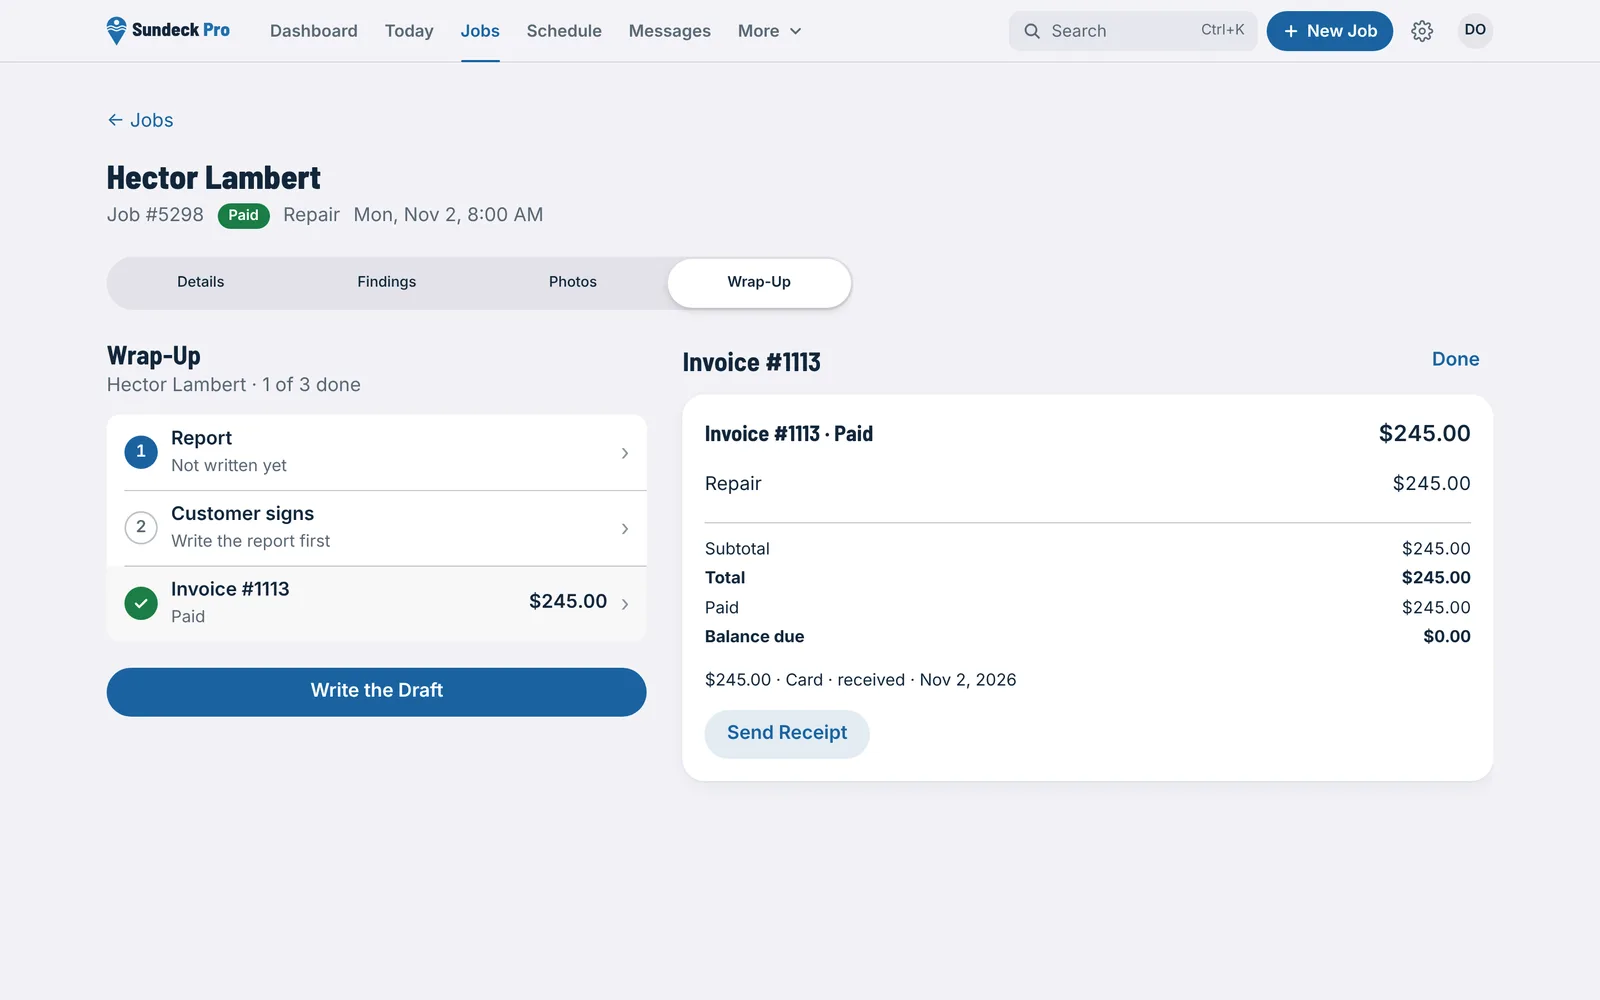 Sundeck Pro
Dashboard Today Jobs Schedule Messages More
Search Ctrl+K
+ New Job
DO
← Jobs
Hector Lambert
Job #5298 Paid Repair Mon, Nov 2, 8:00 AM
Details Findings Photos Wrap-Up
Wrap-Up
Hector Lambert · 1 of 3 done
1 Report
Not written yet
2 Customer signs
Write the report first
Invoice #1113 $245.00
Paid
Write the Draft
Invoice #1113 Done
Invoice #1113 · Paid $245.00
Repair $245.00
Subtotal $245.00
Total $245.00
Paid $245.00
Balance due $0.00
$245.00 · Card · received · Nov 2, 2026
Send Receipt